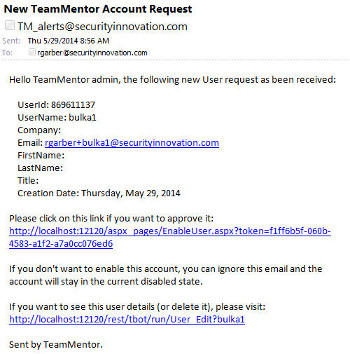 New TeamMentor Account Request
TM_alerts@securityinnovation.com
Sent: Thu 5/29/2014 8:56 AM
To: rgarber@securityinnovation.com
Hello TeamMentor admin, the following new User request as been received:
UserId: 869611137
UserName: bulka1
Company:
Email: rgarber+bulka1@securityinnovation.com
FirstName:
LastName:
Title:
Creation Date: Thursday, May 29, 2014
Please click on this link if you want to approve it:
http://localhost:12120/aspx_pages/EnableUser.aspx?token=f1ff6b5f-060b-
4583-a1f2-a7a0cc076ed6
If you don't want to enable this account, you can ignore this email and the
account will stay in the current disabled state.
If you want to see this user details (or delete it), please visit:
http://localhost:12120/rest/tbot/run/User_Edit?bulka1
Sent by TeamMentor.